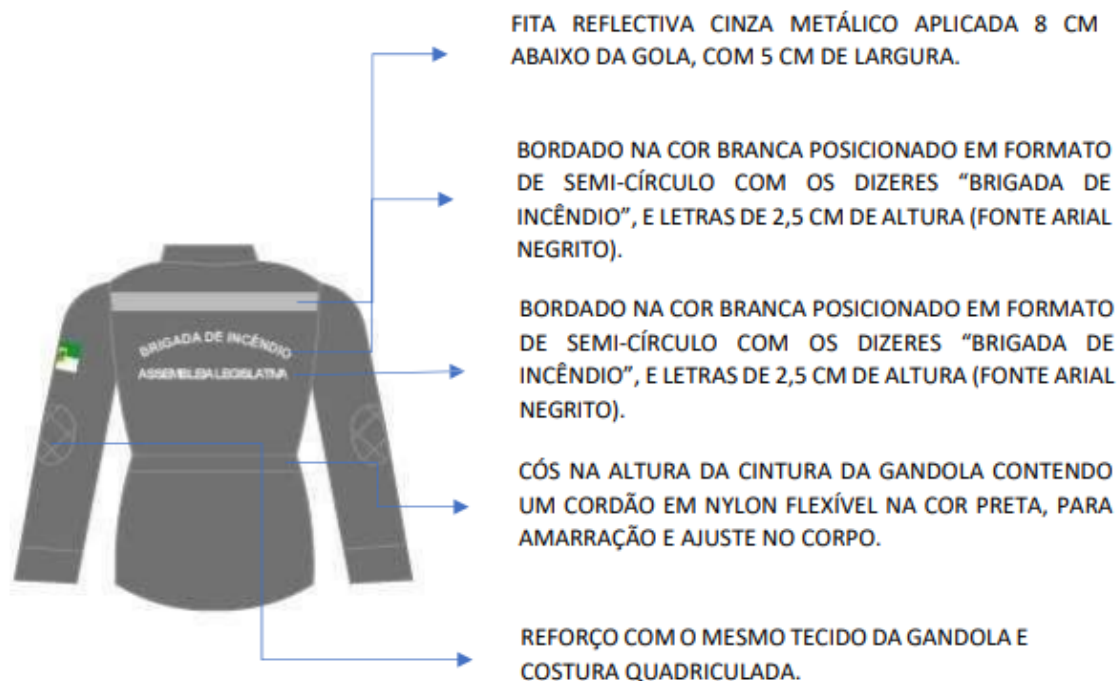 FITA REFLECTIVA CINZA METÁLICO APLICADA 8 CM
ABAIXO DA GOLA, COM 5 CM DE LARGURA.
BORDADO NA COR BRANCA POSICIONADO EM FORMATO
DE SEMI-CÍRCULO COM OS DIZERES “BRIGADA DE
INCÊNDIO”, E LETRAS DE 2,5 CM DE ALTURA (FONTE ARIAL
NEGRITO).
BRIGADA DE INCÊNDIO
ASSEMBLEIA LEGISLATIVA
BORDADO NA COR BRANCA POSICIONADO EM FORMATO
DE SEMI-CÍRCULO COM OS DIZERES “BRIGADA DE
INCÊNDIO”, E LETRAS DE 2,5 CM DE ALTURA (FONTE ARIAL
NEGRITO).
CÓS NA ALTURA DA CINTURA DA GANDOLA CONTENDO
UM CORDÃO EM NYLON FLEXÍVEL NA COR PRETA, PARA
AMARRAÇÃO E AJUSTE NO CORPO.
REFORÇO COM O MESMO TECIDO DA GANDOLA E
COSTURA QUADRICULADA.